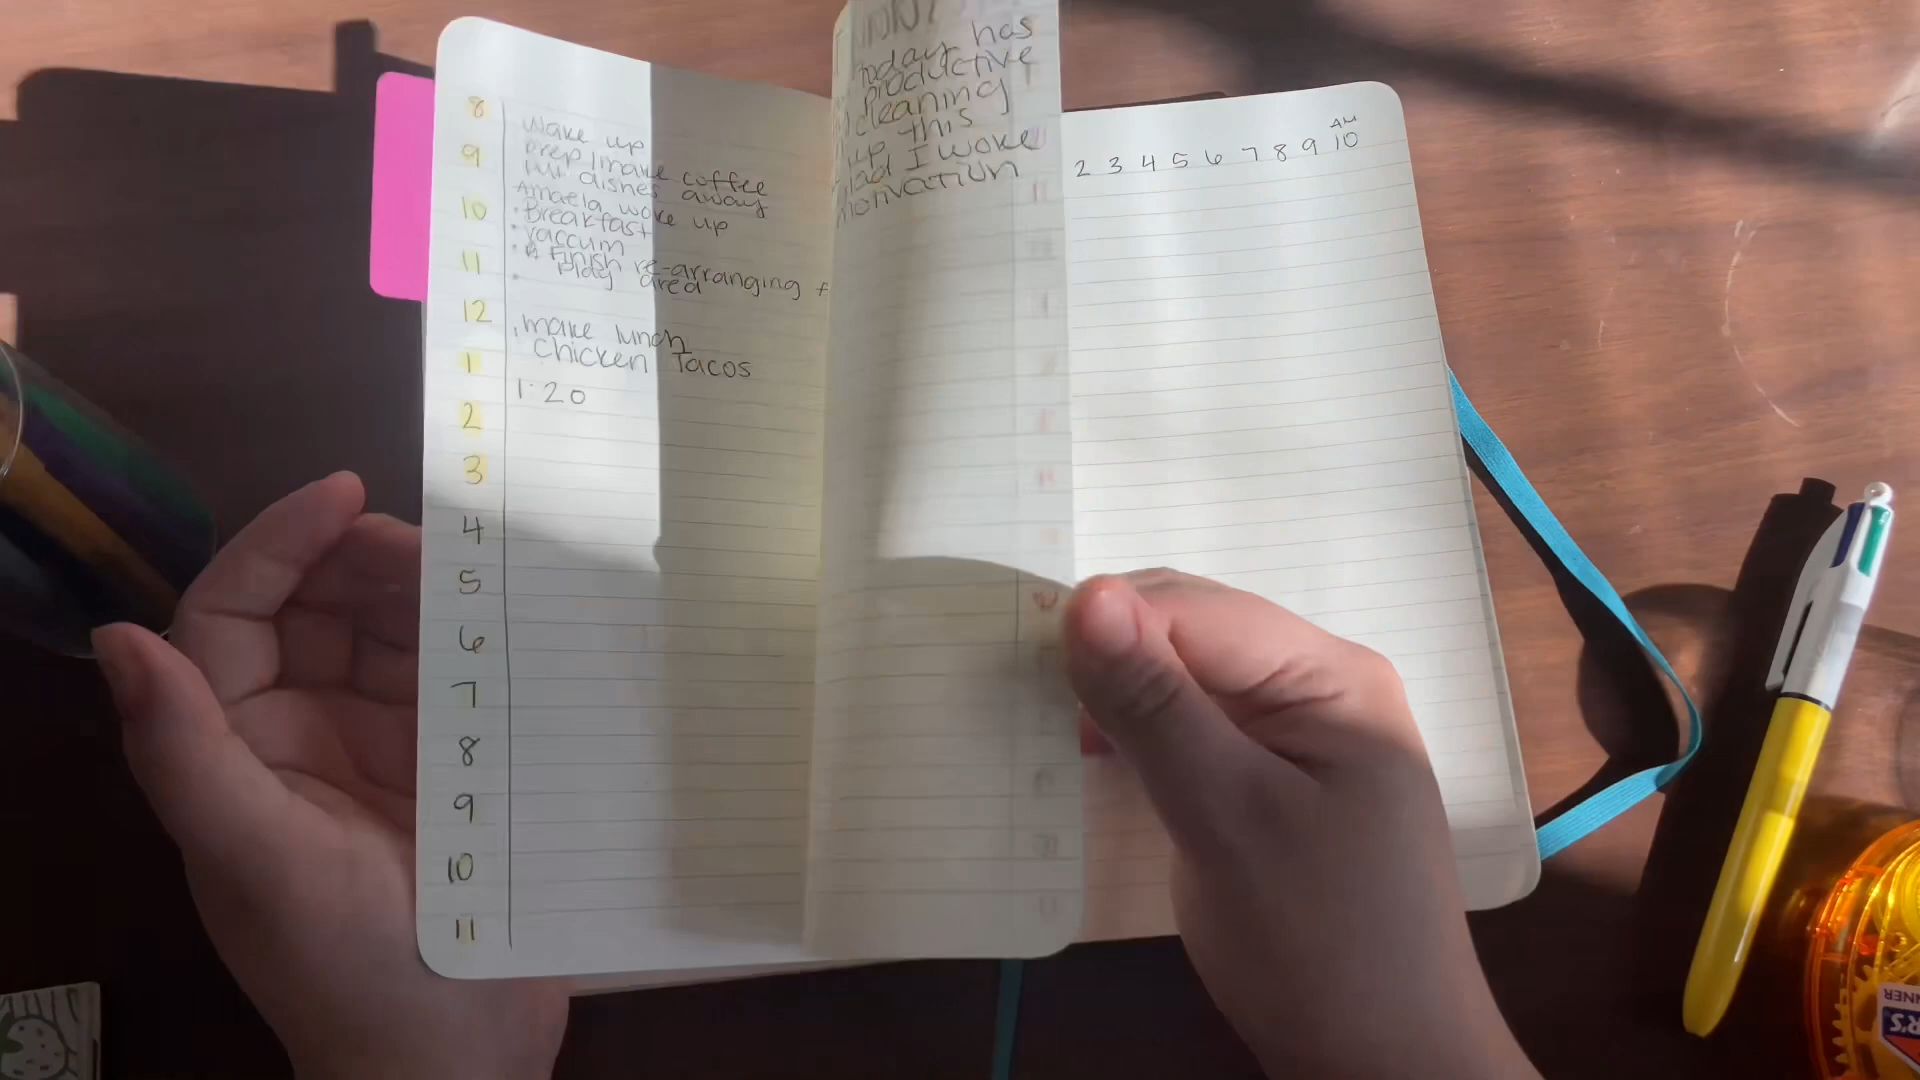 8
9
10
11
12
1
2
3
4
5
6
7
8
9
10
11
Wake up
prep/make coffee
put dishes away
Amaela woke up
• Breakfast
• vaccum
• Finish re-arranging +
play area
. make lunch
Chicken Tacos
1:20
today has
productive
cleaning
up this
glad I woke
motivation
AM
2 3 4 5 6 7 8 9 10